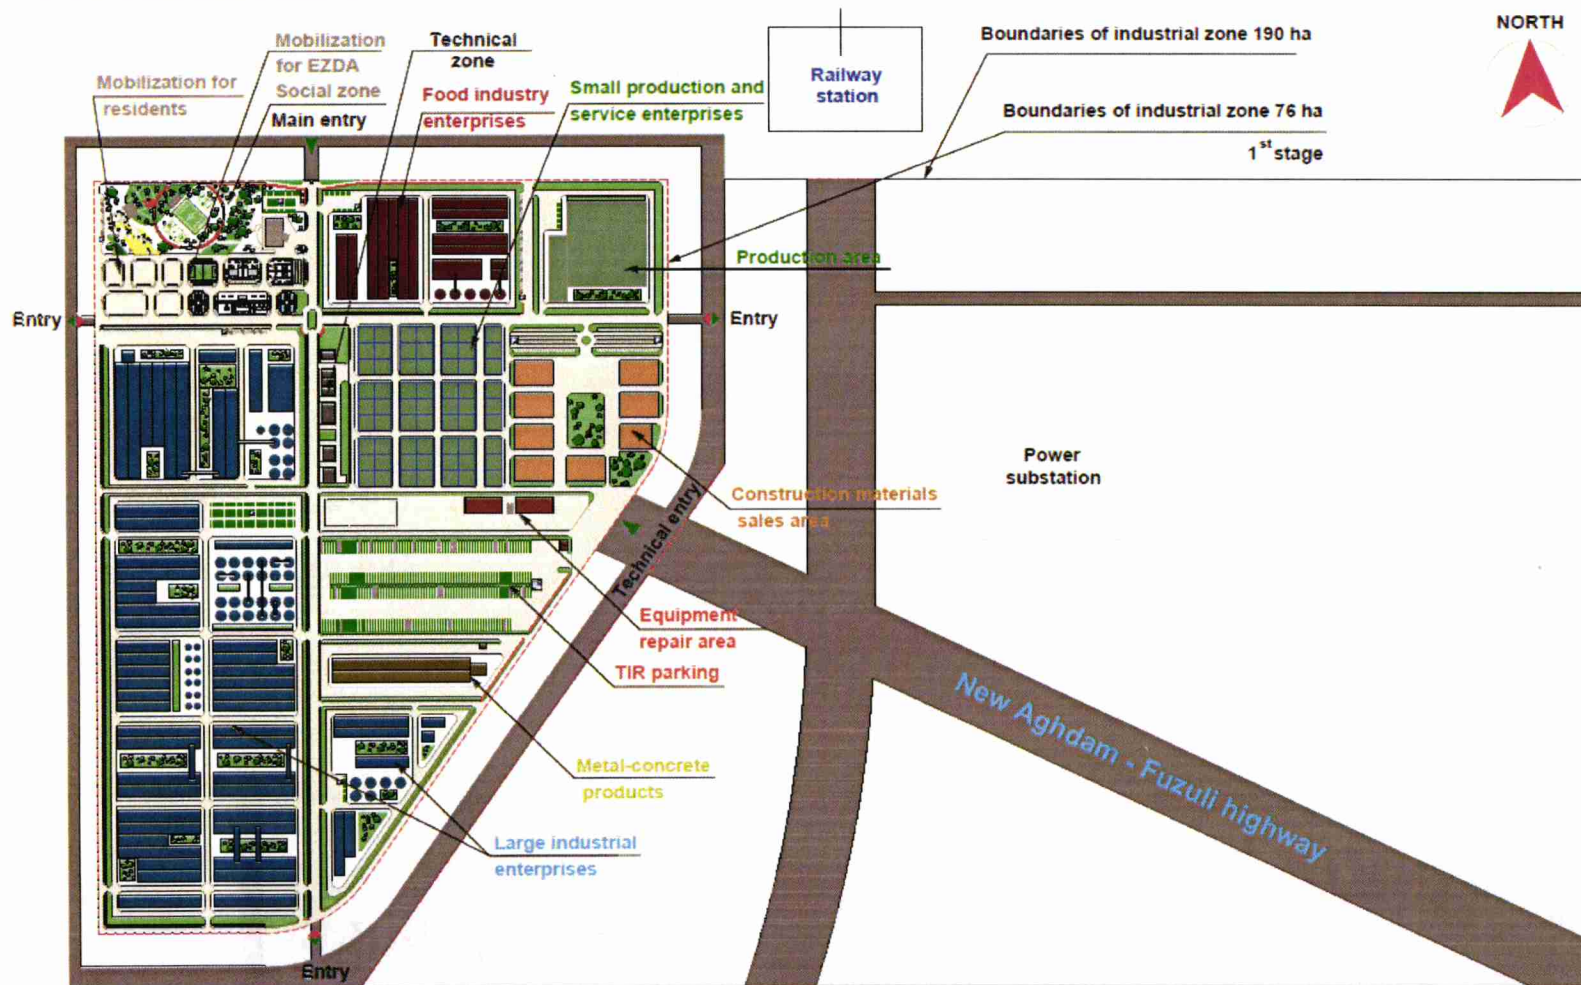 NORTH
Mobilization
for EZDA
Social zone
Main entry
Technical
zone
Mobilization for
residents
Food industry
enterprises
Small production and
service enterprises
Railway
station
Boundaries of industrial zone 190 ha
Boundaries of industrial zone 76 ha
1st stage
Production area
Entry
Entry
Power
substation
Construction materials
sales area
Technical entry
Equipment
repair area
TIR parking
New Aghdam - Fuzuli highway
Metal-concrete
products
Large industrial
enterprises
Entry